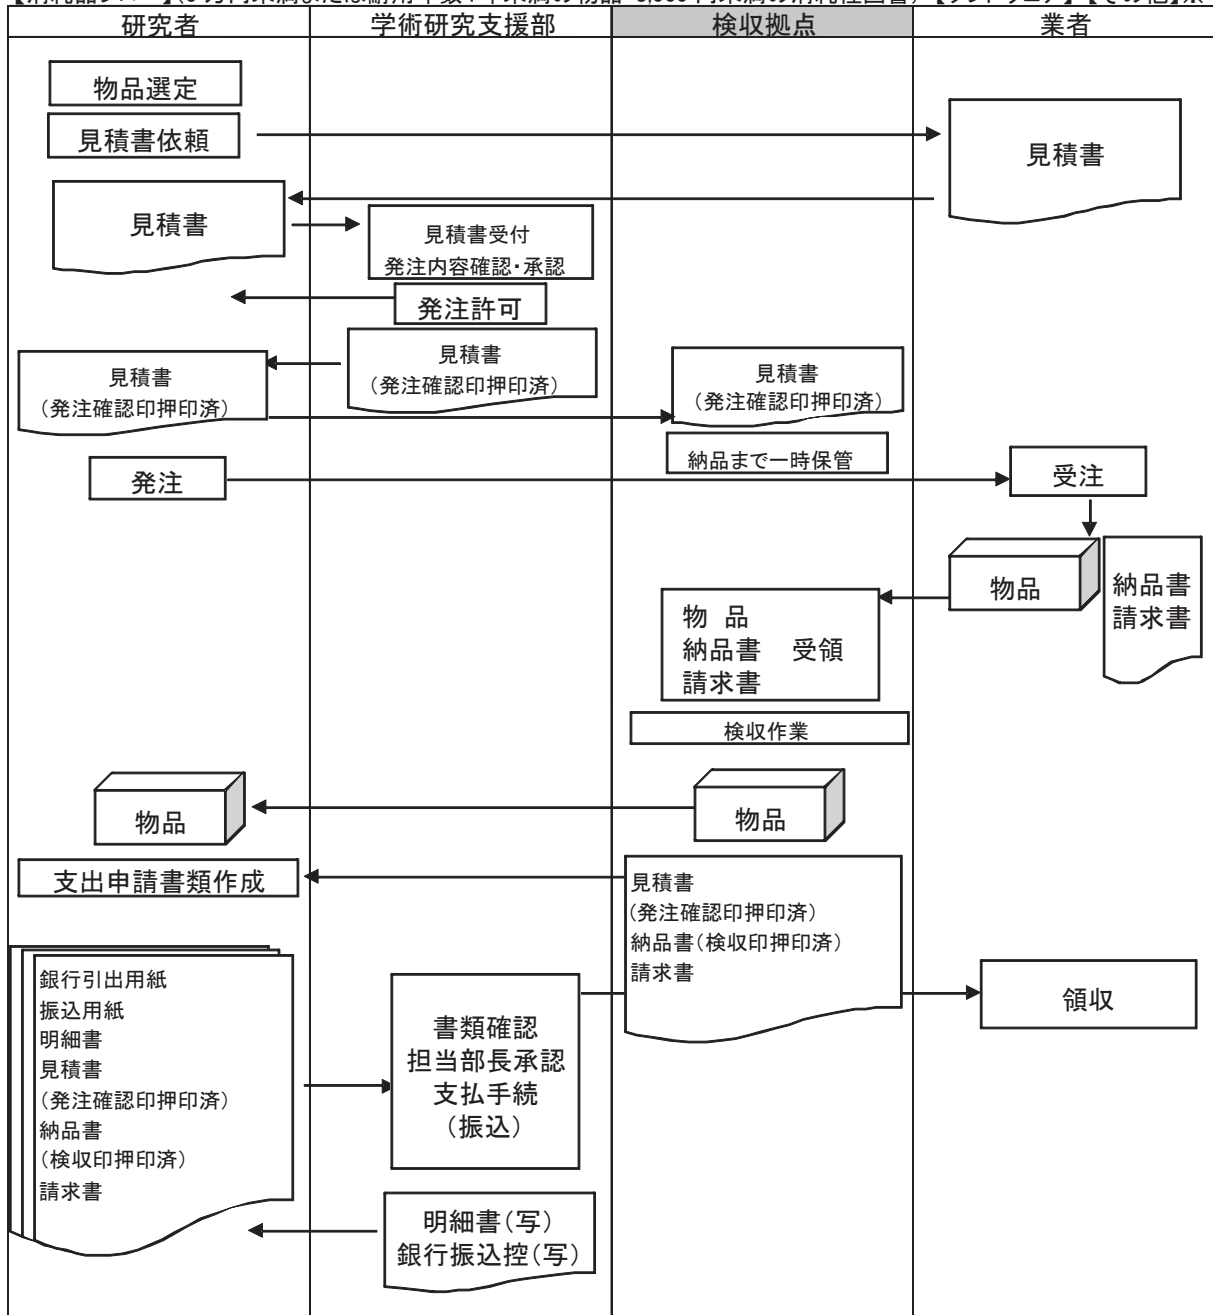 研究者 学術研究支援部 検収拠点 業者
物品選定
見積書依頼
見積書
見積書
見積書受付
発注内容確認・承認
発注許可
見積書
(発注確認印押印済)
見積書
(発注確認印押印済)
見積書
(発注確認印押印済)
納品まで一時保管
発注
受注
物品
納品書
請求書
物 品
納品書 受領
請求書
検収作業
物品
物品
支出申請書類作成
見積書
(発注確認印押印済)
納品書(検収印押印済)
請求書
銀行引出用紙
振込用紙
明細書
見積書
(発注確認印押印済)
納品書
(検収印押印済)
請求書
書類確認
担当部長承認
支払手続
(振込)
領収
明細書(写)
銀行振込控(写)